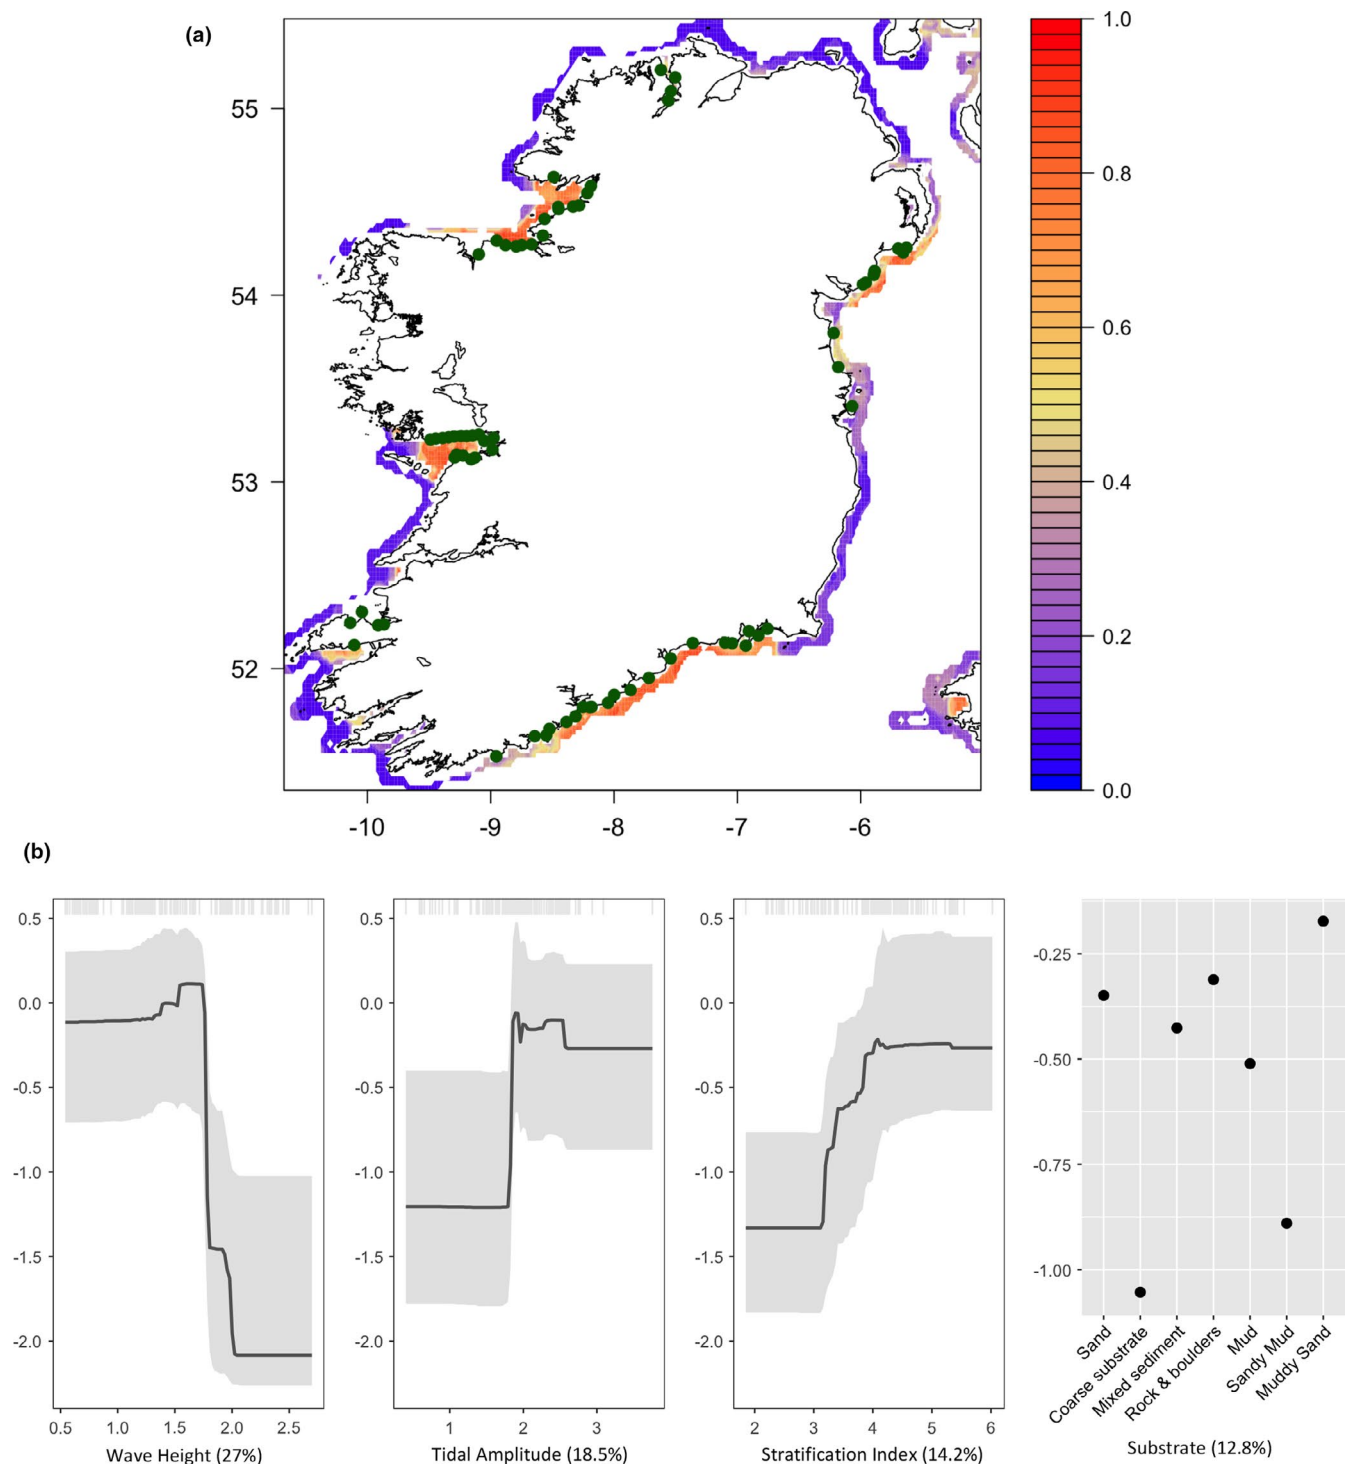 (a)
55
54
53
52
-10 -9 -8 -7 -6
1.0
0.8
0.6
0.4
0.2
0.0
(b)
0.5
0.0
-0.5
-1.0
-1.5
-2.0
0.5 1.0 1.5 2.0 2.5
Wave Height (27%)
0.5
0.0
-0.5
-1.0
-1.5
-2.0
1 2 3
Tidal Amplitude (18.5%)
0.5
0.0
-0.5
-1.0
-1.5
-2.0
2 3 4 5 6
Stratification Index (14.2%)
-0.25
-0.50
-0.75
-1.00
Sand
Coarse substrate
Mixed sediment
Rock & boulders
Mud
Sandy Mud
Muddy Sand
Substrate (12.8%)